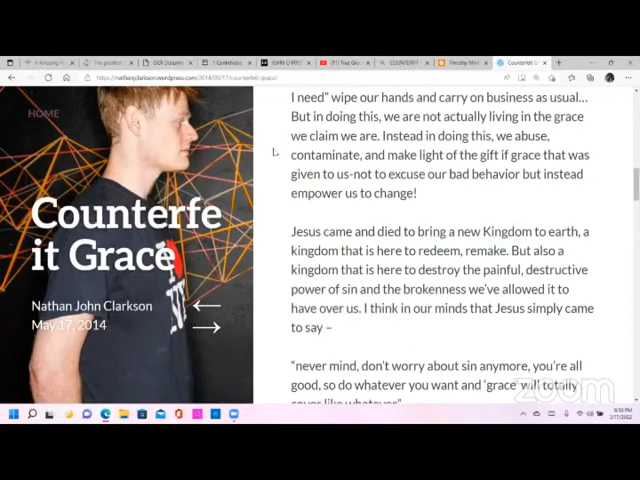 JOHN CHRIS
Counterfeit G
https://nathanjclarkson.wordpress.com/2014/05/17/counterfeit-grace/
HOME
Counterfe
it Grace
Nathan John Clarkson
May 17, 2014
I need” wipe our hands and carry on business as usual…
But in doing this, we are not actually living in the grace
we claim we are. Instead in doing this, we abuse,
contaminate, and make light of the gift if grace that was
given to us-not to excuse our bad behavior but instead
empower us to change!
Jesus came and died to bring a new Kingdom to earth, a
kingdom that is here to redeem, remake. But also a
kingdom that is here to destroy the painful, destructive
power of sin and the brokenness we’ve allowed it to
have over us. I think in our minds that Jesus simply came
to say –
“never mind, don’t worry about sin anymore, you’re all
good, so do whatever you want and ‘grace’ will totally
cover like whatever”
zoom